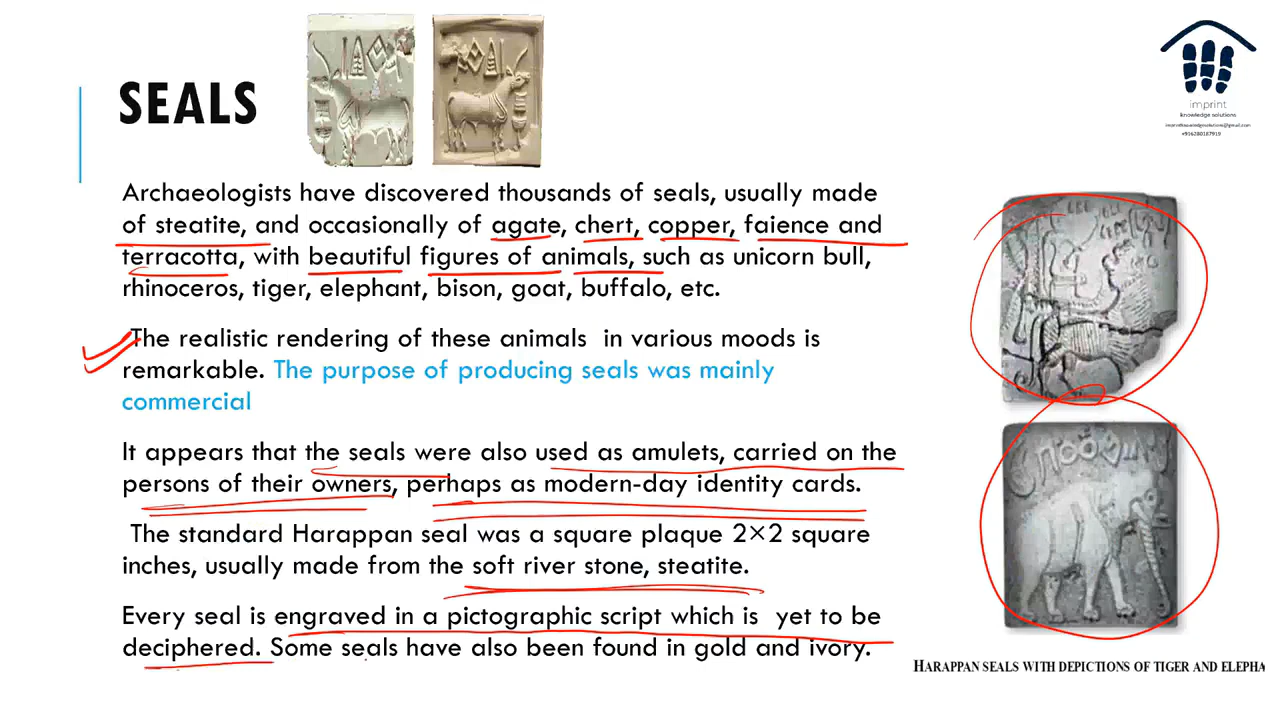 SEALS
imprint
knowledge solutions
imprintknowledgesolutions@gmail.com
+916280187919
Archaeologists have discovered thousands of seals, usually made
of steatite, and occasionally of agate, chert, copper, faience and
terracotta, with beautiful figures of animals, such as unicorn bull,
rhinoceros, tiger, elephant, bison, goat, buffalo, etc.
The realistic rendering of these animals in various moods is
remarkable. The purpose of producing seals was mainly
commercial
It appears that the seals were also used as amulets, carried on the
persons of their owners, perhaps as modern-day identity cards.
The standard Harappan seal was a square plaque 2×2 square
inches, usually made from the soft river stone, steatite.
Every seal is engraved in a pictographic script which is yet to be
deciphered. Some seals have also been found in gold and ivory.
HARAPPAN SEALS WITH DEPICTIONS OF TIGER AND ELEPHA